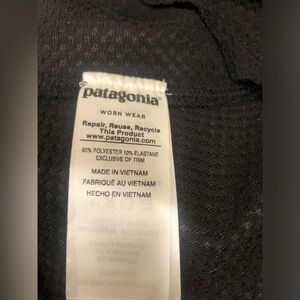 patagonia®
WORN WEAR
Repair, Reuse, Recycle
This Product
www.patagonia.com
90% POLYESTER 10% ELASTANE
EXCLUSIVE OF TRIM
MADE IN VIETNAM
FABRIQUÉ AU VIETNAM
HECHO EN VIETNAM